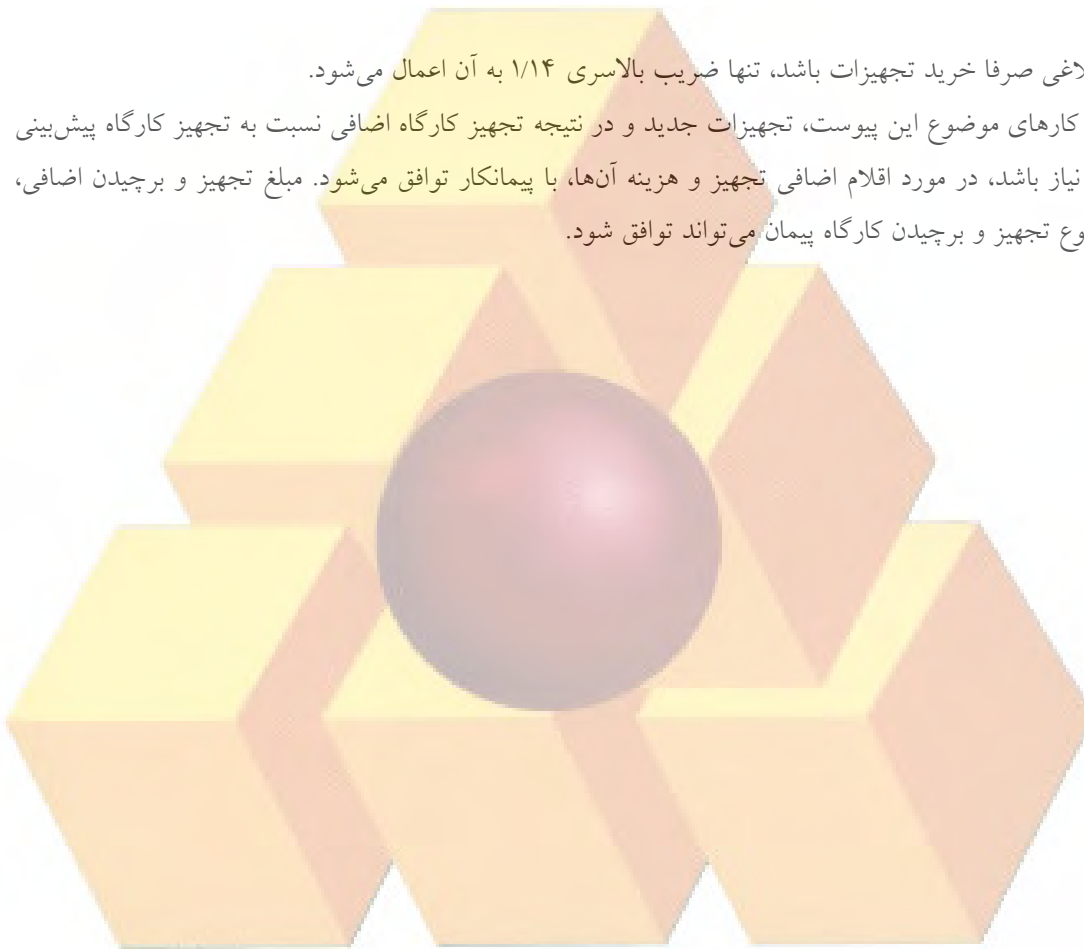 لاغی صرفا خرید تجهیزات باشد، تنها ضریب بالاسری ۱/۱۴ به آن اعمال می‌شود.
کارهای موضوع این پیوست، تجهیزات جدید و در نتیجه تجهیز کارگاه اضافی نسبت به تجهیز کارگاه پیش‌بینی
نیاز باشد، در مورد اقلام اضافی تجهیز و هزینه آن‌ها، با پیمانکار توافق می‌شود. مبلغ تجهیز و برچیدن اضافی،
وع تجهیز و برچیدن کارگاه پیمان می‌تواند توافق شود.